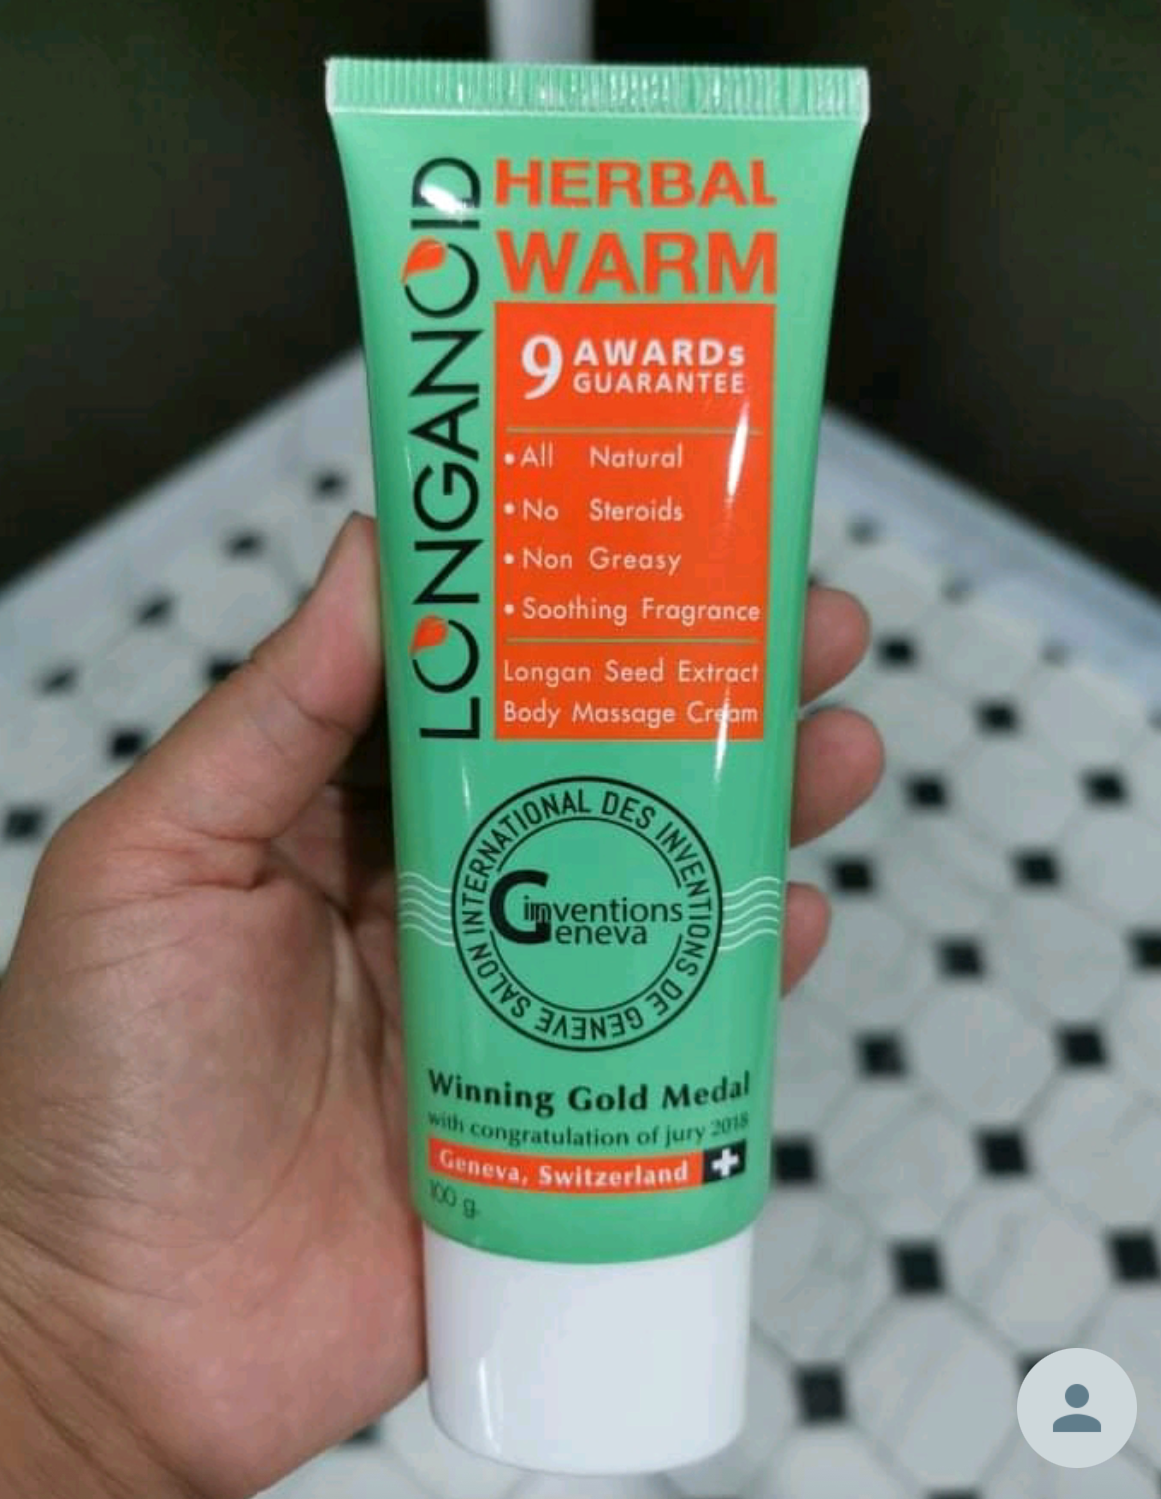 LONGANOID
HERBAL
WARM
9 AWARDs
GUARANTEE
• All Natural
• No Steroids
• Non Greasy
• Soothing Fragrance
Longan Seed Extract
Body Massage Cream
SALON INTERNATIONAL DES INVENTIONS DE GENEVE
inventions
Geneva
Winning Gold Medal
with congratulation of jury 2018
Geneva, Switzerland
100 g.